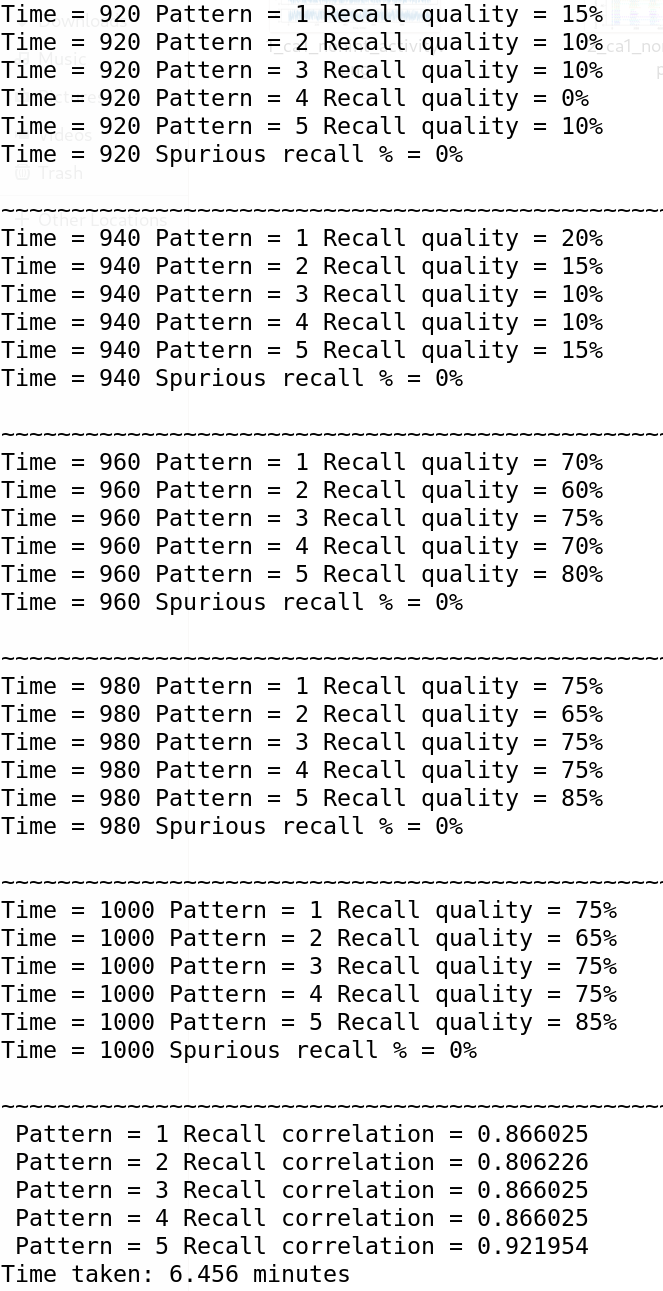 Time = 920 Pattern = 1 Recall quality = 15%
Time = 920 Pattern = 2 Recall quality = 10%
Time = 920 Pattern = 3 Recall quality = 10%
Time = 920 Pattern = 4 Recall quality = 0%
Time = 920 Pattern = 5 Recall quality = 10%
Time = 920 Spurious recall % = 0%
Music
Videos
Trash
Other Locations
~~~~~~~~~~~~~~~~~~~~~~~~~~~~~~~~~~~~~~~~~~~~~~~~
Time = 940 Pattern = 1 Recall quality = 20%
Time = 940 Pattern = 2 Recall quality = 15%
Time = 940 Pattern = 3 Recall quality = 10%
Time = 940 Pattern = 4 Recall quality = 10%
Time = 940 Pattern = 5 Recall quality = 15%
Time = 940 Spurious recall % = 0%
~~~~~~~~~~~~~~~~~~~~~~~~~~~~~~~~~~~~~~~~~~~~~~~~
Time = 960 Pattern = 1 Recall quality = 70%
Time = 960 Pattern = 2 Recall quality = 60%
Time = 960 Pattern = 3 Recall quality = 75%
Time = 960 Pattern = 4 Recall quality = 70%
Time = 960 Pattern = 5 Recall quality = 80%
Time = 960 Spurious recall % = 0%
~~~~~~~~~~~~~~~~~~~~~~~~~~~~~~~~~~~~~~~~~~~~~~~~
Time = 980 Pattern = 1 Recall quality = 75%
Time = 980 Pattern = 2 Recall quality = 65%
Time = 980 Pattern = 3 Recall quality = 75%
Time = 980 Pattern = 4 Recall quality = 75%
Time = 980 Pattern = 5 Recall quality = 85%
Time = 980 Spurious recall % = 0%
~~~~~~~~~~~~~~~~~~~~~~~~~~~~~~~~~~~~~~~~~~~~~~~~
Time = 1000 Pattern = 1 Recall quality = 75%
Time = 1000 Pattern = 2 Recall quality = 65%
Time = 1000 Pattern = 3 Recall quality = 75%
Time = 1000 Pattern = 4 Recall quality = 75%
Time = 1000 Pattern = 5 Recall quality = 85%
Time = 1000 Spurious recall % = 0%
~~~~~~~~~~~~~~~~~~~~~~~~~~~~~~~~~~~~~~~~~~~~~~~~
Pattern = 1 Recall correlation = 0.866025
Pattern = 2 Recall correlation = 0.806226
Pattern = 3 Recall correlation = 0.866025
Pattern = 4 Recall correlation = 0.866025
Pattern = 5 Recall correlation = 0.921954
Time taken: 6.456 minutes